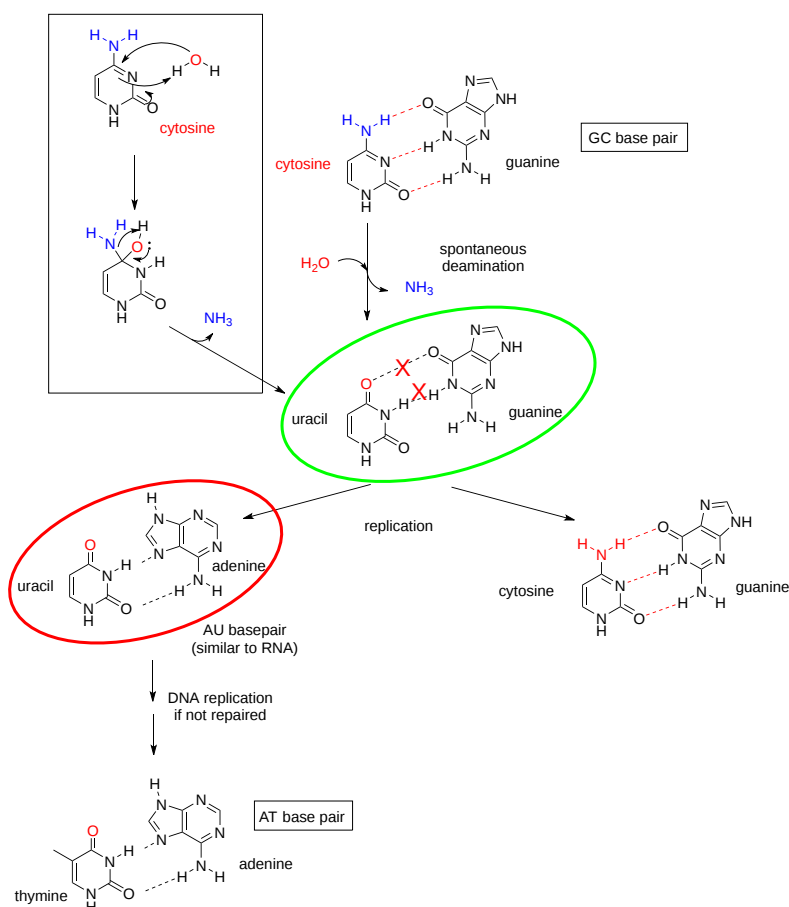 cytosine
NH3
cytosine
guanine
GC base pair
H2O
NH3
spontaneous
deamination
uracil
guanine
X
X
replication
uracil
adenine
AU basepair
(similar to RNA)
cytosine
guanine
DNA replication
if not repaired
AT base pair
thymine
adenine